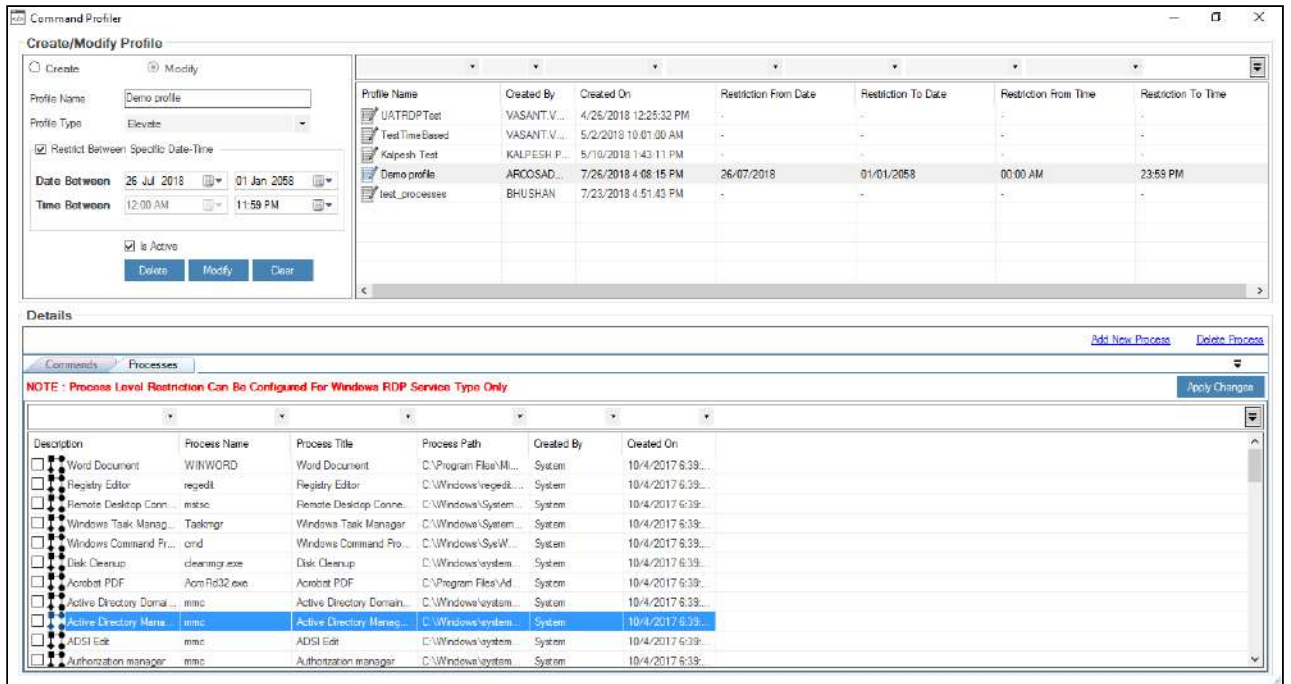 Command Profiler
Create/Modify Profile
Create Modify
Profile Name Demo profile
Profile Type Elevate
Restrict Between Specific Date-Time
Date Between 26 Jul 2018 01 Jan 2058
Time Between 12:00 AM 11:59 PM
Is Active
Delete Modify Clear
Profile Name Created By Created On Restriction From Date Restriction To Date Restriction From Time Restriction To Time
UATRDPTest VASANT.V... 4/26/2018 12:25:32 PM - - - -
TestTimeBased VASANT.V... 5/2/2018 10:01:00 AM - - - -
Kalpesh Test KALPESH.P... 5/10/2018 1:43:11 PM - - - -
Demo profile ARCOSAD... 7/26/2018 4:08:15 PM 26/07/2018 01/01/2058 00:00 AM 23:59 PM
test_processes BHUSHAN 7/23/2018 4:51:43 PM - - - -
Details
Add New Process Delete Process
Commands Processes
NOTE : Process Level Restriction Can Be Configured For Windows RDP Service Type Only
Apply Changes
Description Process Name Process Title Process Path Created By Created On
Word Document WINWORD Word Document C:\Program Files\Mi... System 10/4/2017 6:39:...
Registry Editor regedit Registry Editor C:\Windows\regedit.... System 10/4/2017 6:39:...
Remote Desktop Conn... mstsc Remote Desktop Conne... C:\Windows\System... System 10/4/2017 6:39:...
Windows Task Manag... Taskmgr Windows Task Manager C:\Windows\System... System 10/4/2017 6:39:...
Windows Command Pr... cmd Windows Command Pro... C:\Windows\SysW... System 10/4/2017 6:39:...
Disk Cleanup cleanmgr.exe Disk Cleanup C:\Windows\system... System 10/4/2017 6:39:...
Acrobat PDF AcroRd32.exe Acrobat PDF C:\Program Files\Ad... System 10/4/2017 6:39:...
Active Directory Domai... mmc Active Directory Domain... C:\Windows\system... System 10/4/2017 6:39:...
Active Directory Mana... mmc Active Directory Manag... C:\Windows\system... System 10/4/2017 6:39:...
ADSI Edit mmc ADSI Edit C:\Windows\system... System 10/4/2017 6:39:...
Authorization manager mmc Authorization manager C:\Windows\system... System 10/4/2017 6:39:...